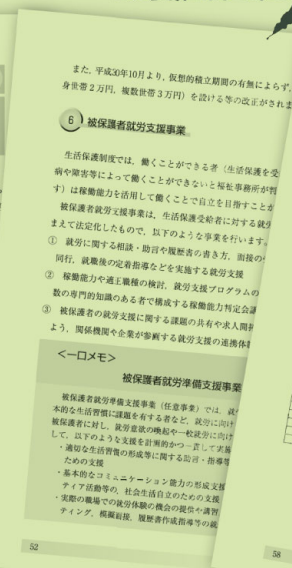 また，平成30年10月より，仮想的積立期間の有無によらず，
身世帯２万円，複数世帯３万円）を設ける等の改正がされま
6 被保護者就労支援事業
生活保護制度では，働くことができる者（生活保護を受
病や障害等によって働くことができないと福祉事務所が判
す）は稼働能力を活用して働くことで自立を目指すことが
被保護者就労支援事業は，生活保護受給者に対する就労
まえて法定化したもので，以下のような事業を行います。
① 就労に関する相談・助言や履歴書の書き方，面接の
同行，就職後の定着指導などを実施する就労支援
② 稼働能力や適正職種の検討，就労支援プログラムの
数の専門的知識のある者で構成する稼働能力判定会議
③ 被保護者の就労支援に関する課題の共有や求人開拓
よう，関係機関や企業が参画する就労支援の連携体制
＜一口メモ＞
被保護者就労準備支援事業
被保護者就労準備支援事業（任意事業）では，就
本的な生活習慣に課題を有する者など，就労に向け
被保護者に対し，就労意欲の喚起や一般就労に向け
して，以下のような支援を計画的かつ一貫して実施
・適切な生活習慣の形成等に関する助言・指導等
ための支援
・基本的なコミュニケーション能力の形成支援
ティア活動等の，社会生活自立のための支援
・実際の職場での就労体験の機会の提供や講習
ティング，模擬面接，履歴書作成指導等の就
52
58